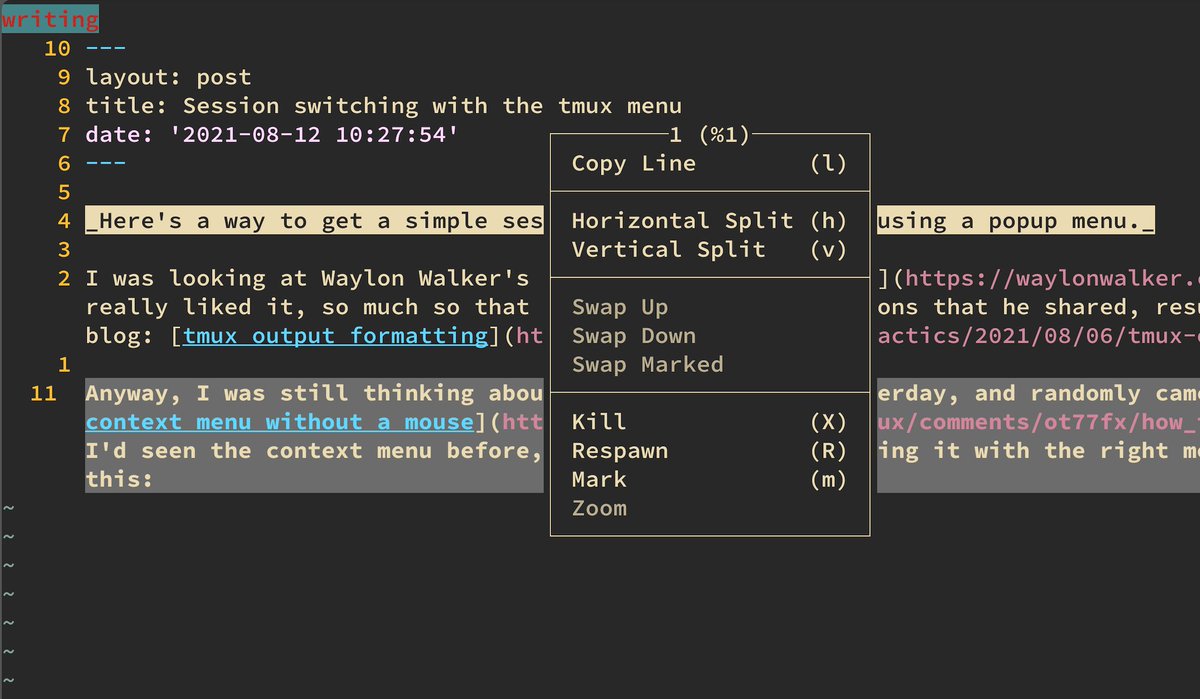 writing
10 ---
9 layout: post
8 title: Session switching with the tmux menu
7 date: '2021-08-12 10:27:54'
1 (%1)
6 ---
Copy Line (l)
5
4 _Here's a way to get a simple ses
Horizontal Split (h)
using a popup menu._
3
Vertical Split (v)
2 I was looking at Waylon Walker's
](https://waylonwalker.
really liked it, so much so that
Swap Up
ons that he shared, resu
blog: [tmux output formatting](ht
Swap Down
actics/2021/08/06/tmux-
1
Swap Marked
11 Anyway, I was still thinking abou
erday, and randomly came
context menu without a mouse](htt
Kill (X)
ux/comments/ot77fx/how_
I'd seen the context menu before,
Respawn (R)
ing it with the right m
this:
Mark (m)
~
Zoom
~
~
~
~
~
~